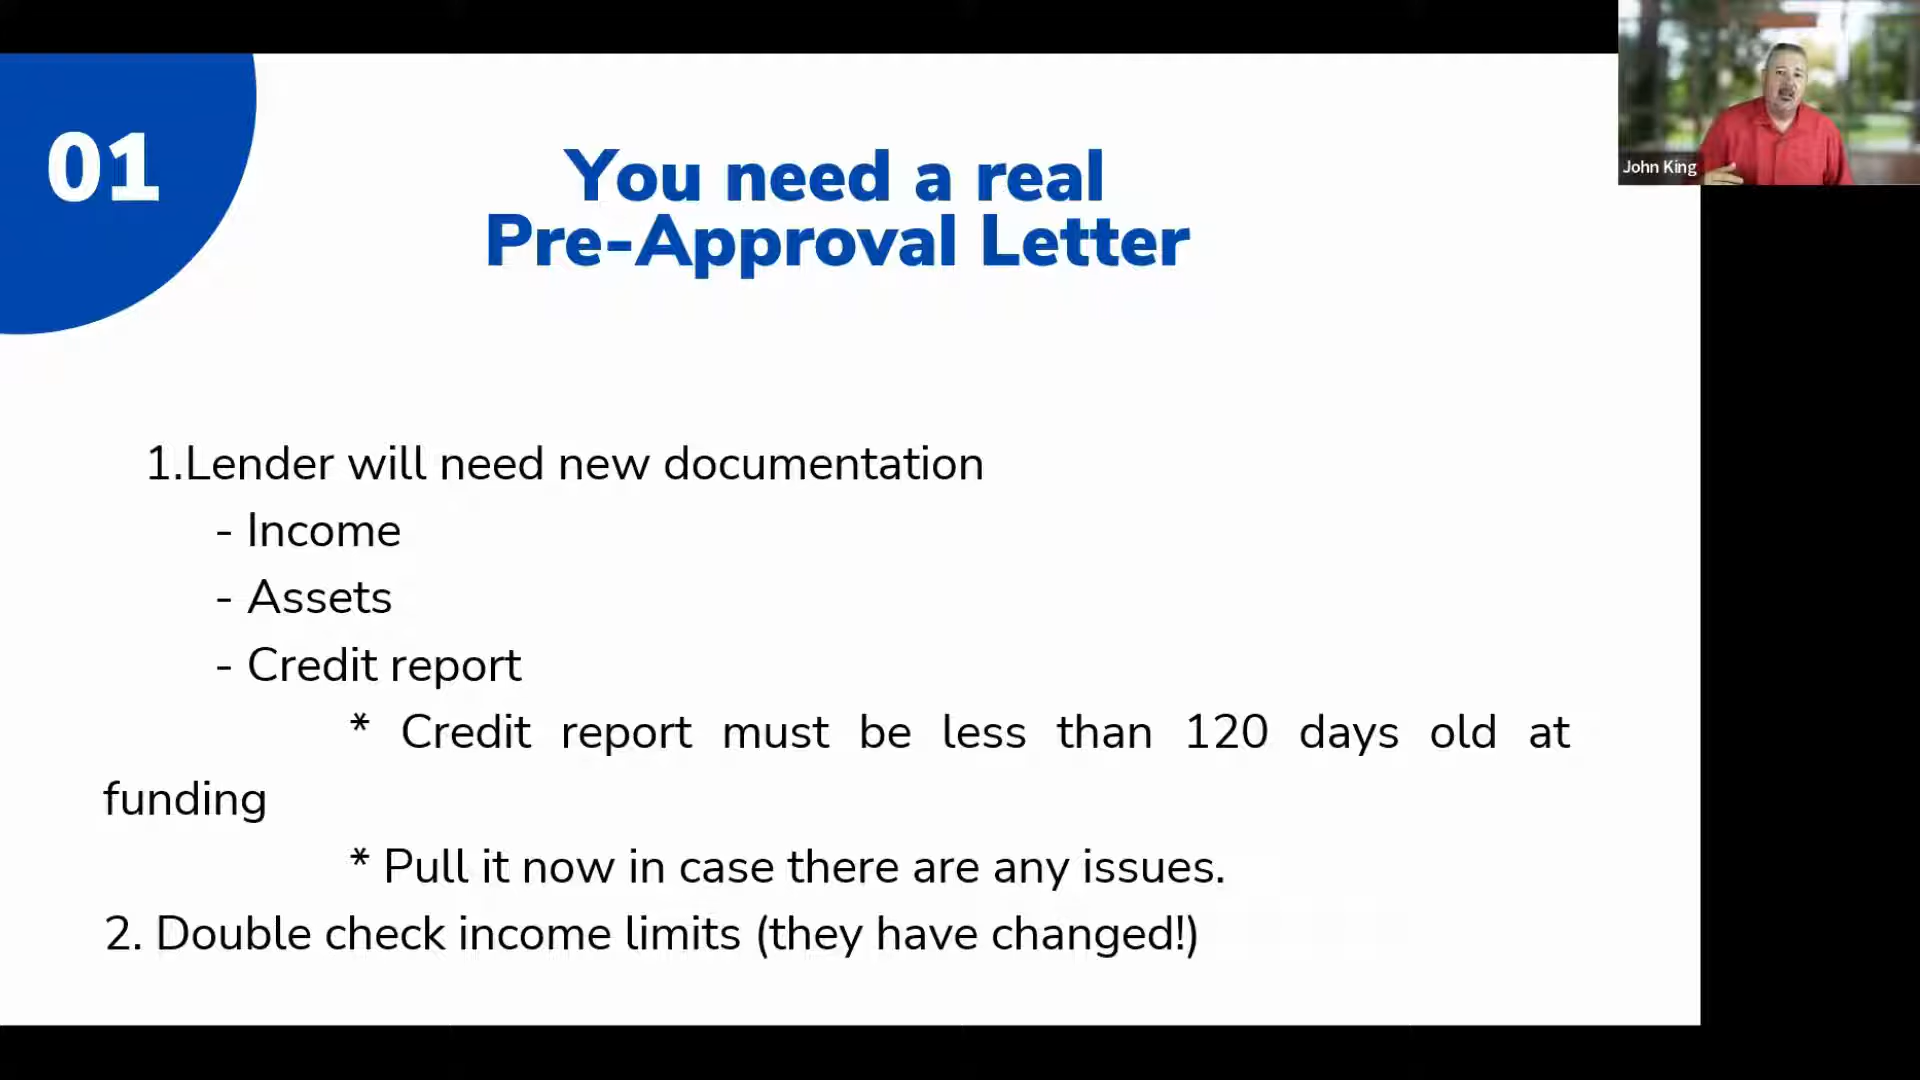 01
You need a real
Pre-Approval Letter
John King
1.Lender will need new documentation
- Income
- Assets
- Credit report
* Credit report must be less than 120 days old at
funding
* Pull it now in case there are any issues.
2. Double check income limits (they have changed!)